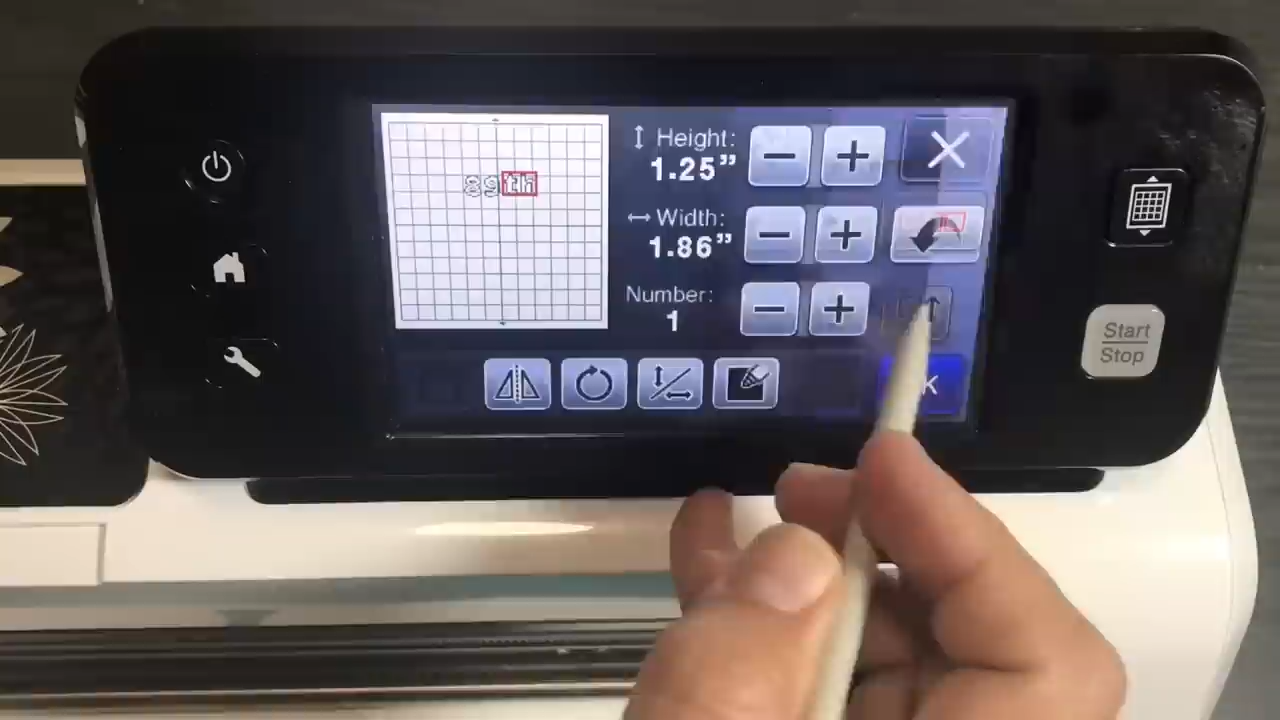 Height:
1.25”
Width:
1.86”
Number:
1
89th
Start
Stop